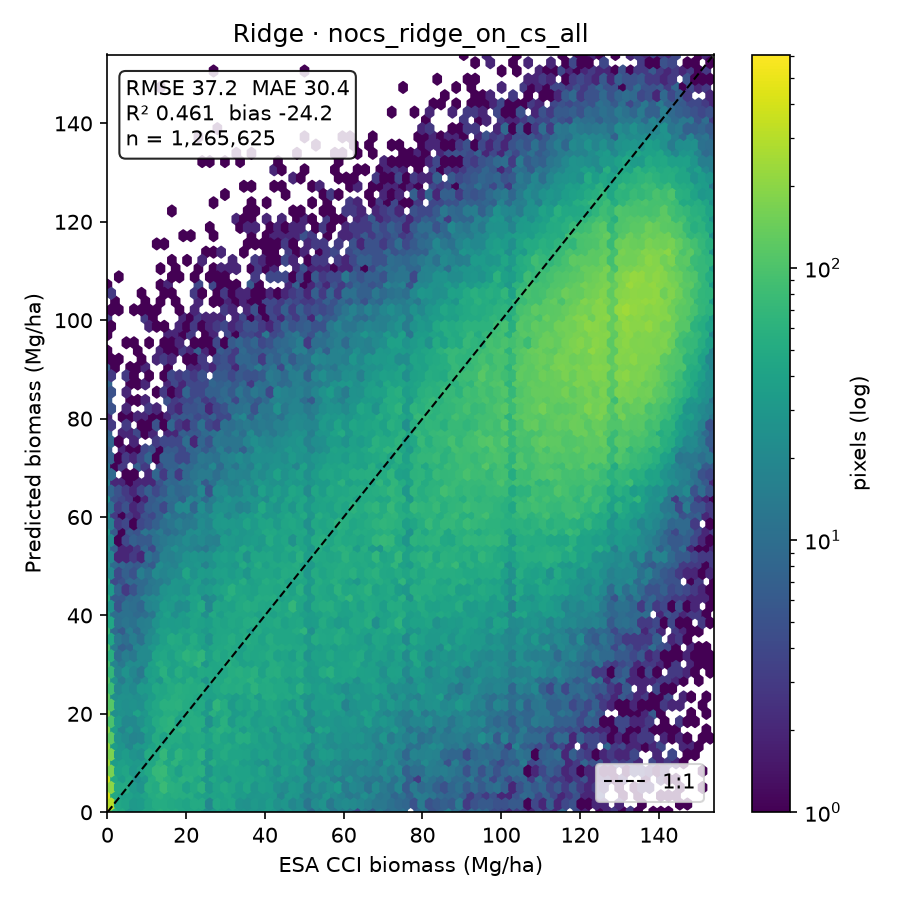 Ridge · nocs_ridge_on_cs_all
RMSE 37.2 MAE 30.4
R² 0.461 bias -24.2
n = 1,265,625
Predicted biomass (Mg/ha)
140
120
100
80
60
40
20
0
0 20 40 60 80 100 120 140
ESA CCI biomass (Mg/ha)
1:1
10²
10¹
10⁰
pixels (log)